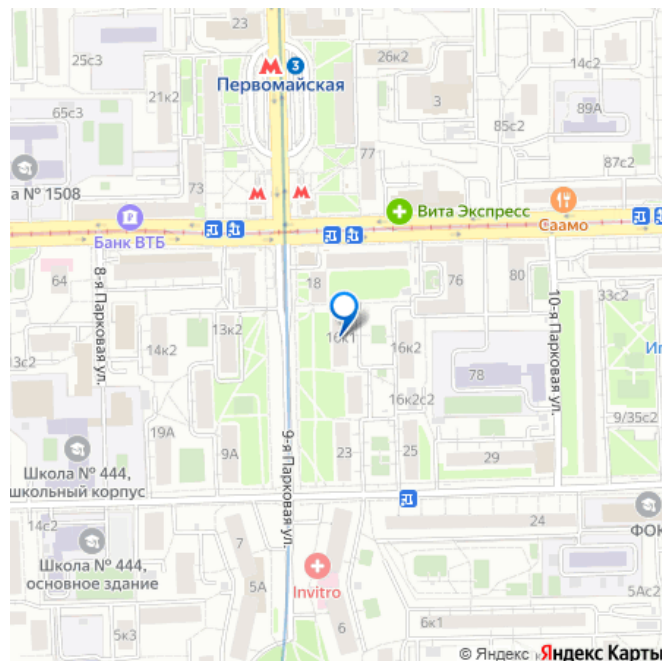 23
26к2
14с2
3
Первомайская
21к2
3
89А
65с3
85с2
77
87с2
а № 1508
73
Вита Экспресс
Саамо
Банк ВТБ
64
18
76
80
8-я Парковая ул.
10-я Парковая ул.
33с2
13к2
14к2
16к1
16к2
78
16к2с2
9/35с2
19А
9А
23
25
29
9-я Парковая ул.
Школа № 444,
школьный корпус
14с2
24
ФОК
7
Школа № 444,
основное здание
5А
Invitro
5Ас2
5к3
6
6к1
© Яндекс
Яндекс Карты